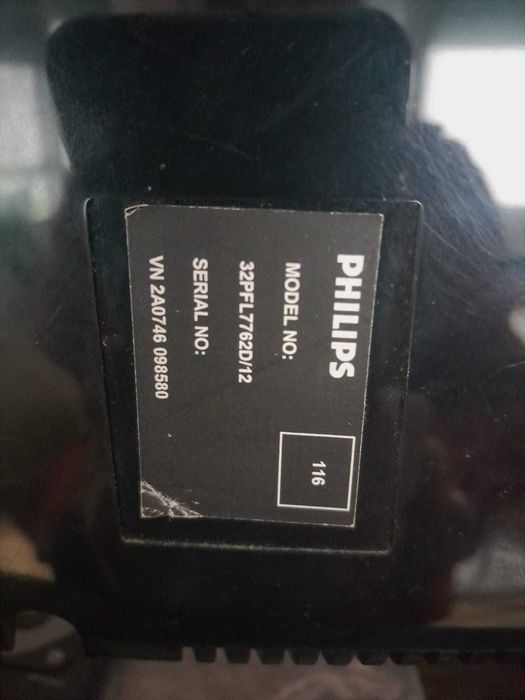 PHILIPS
MODEL NO:
32PFL7762D/12
SERIAL NO:
VN 2A0746 098580
116